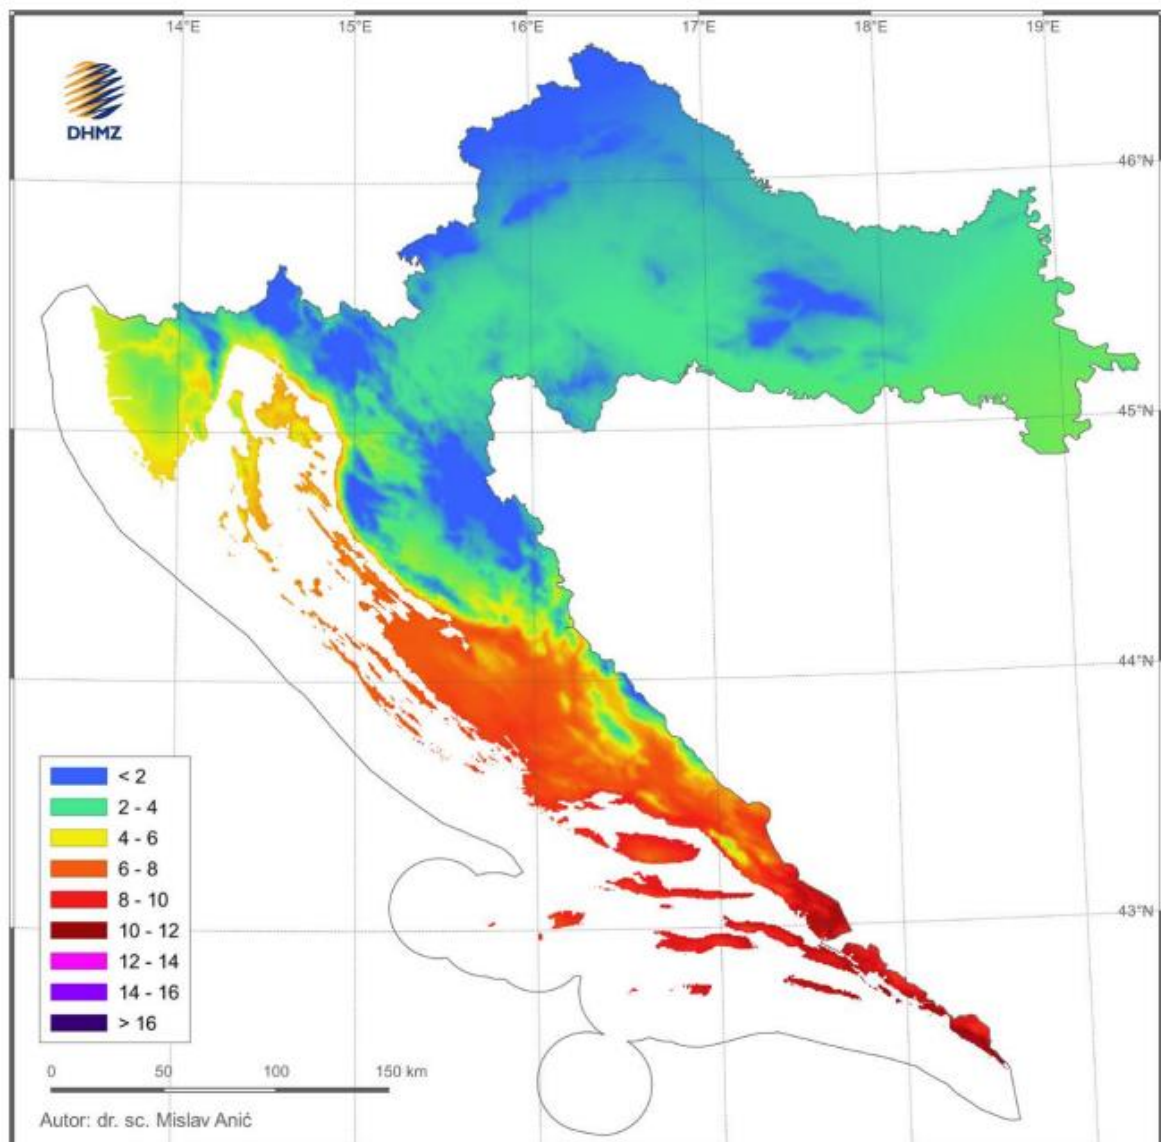 14°E 15°E 16°E 17°E 18°E 19°E
DHMZ
46°N
45°N
44°N
43°N
< 2
2 - 4
4 - 6
6 - 8
8 - 10
10 - 12
12 - 14
14 - 16
> 16
0 50 100 150 km
Autor: dr. sc. Mislav Anić